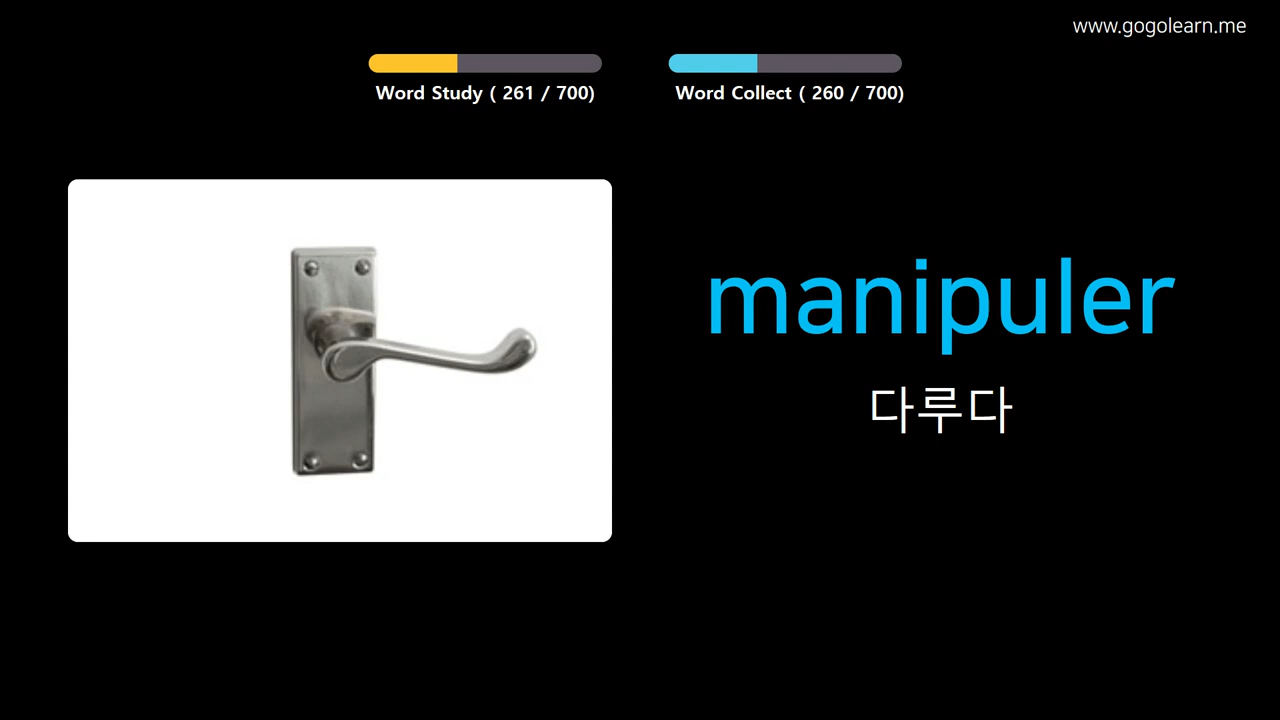 www.gogolearn.me
Word Study ( 261 / 700)
Word Collect ( 260 / 700)
manipuler
다루다